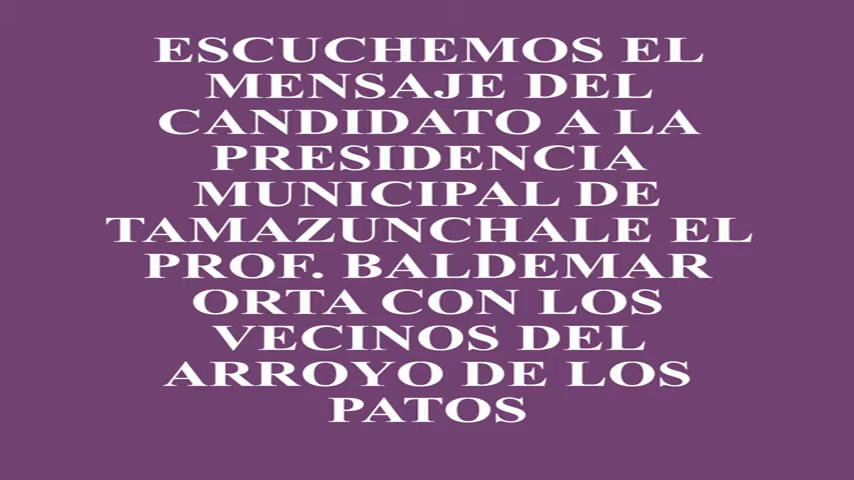 ESCUCHEMOS EL
MENSAJE DEL
CANDIDATO A LA
PRESIDENCIA
MUNICIPAL DE
TAMAZUNCHALE EL
PROF. BALDEMAR
ORTA CON LOS
VECINOS DEL
ARROYO DE LOS
PATOS